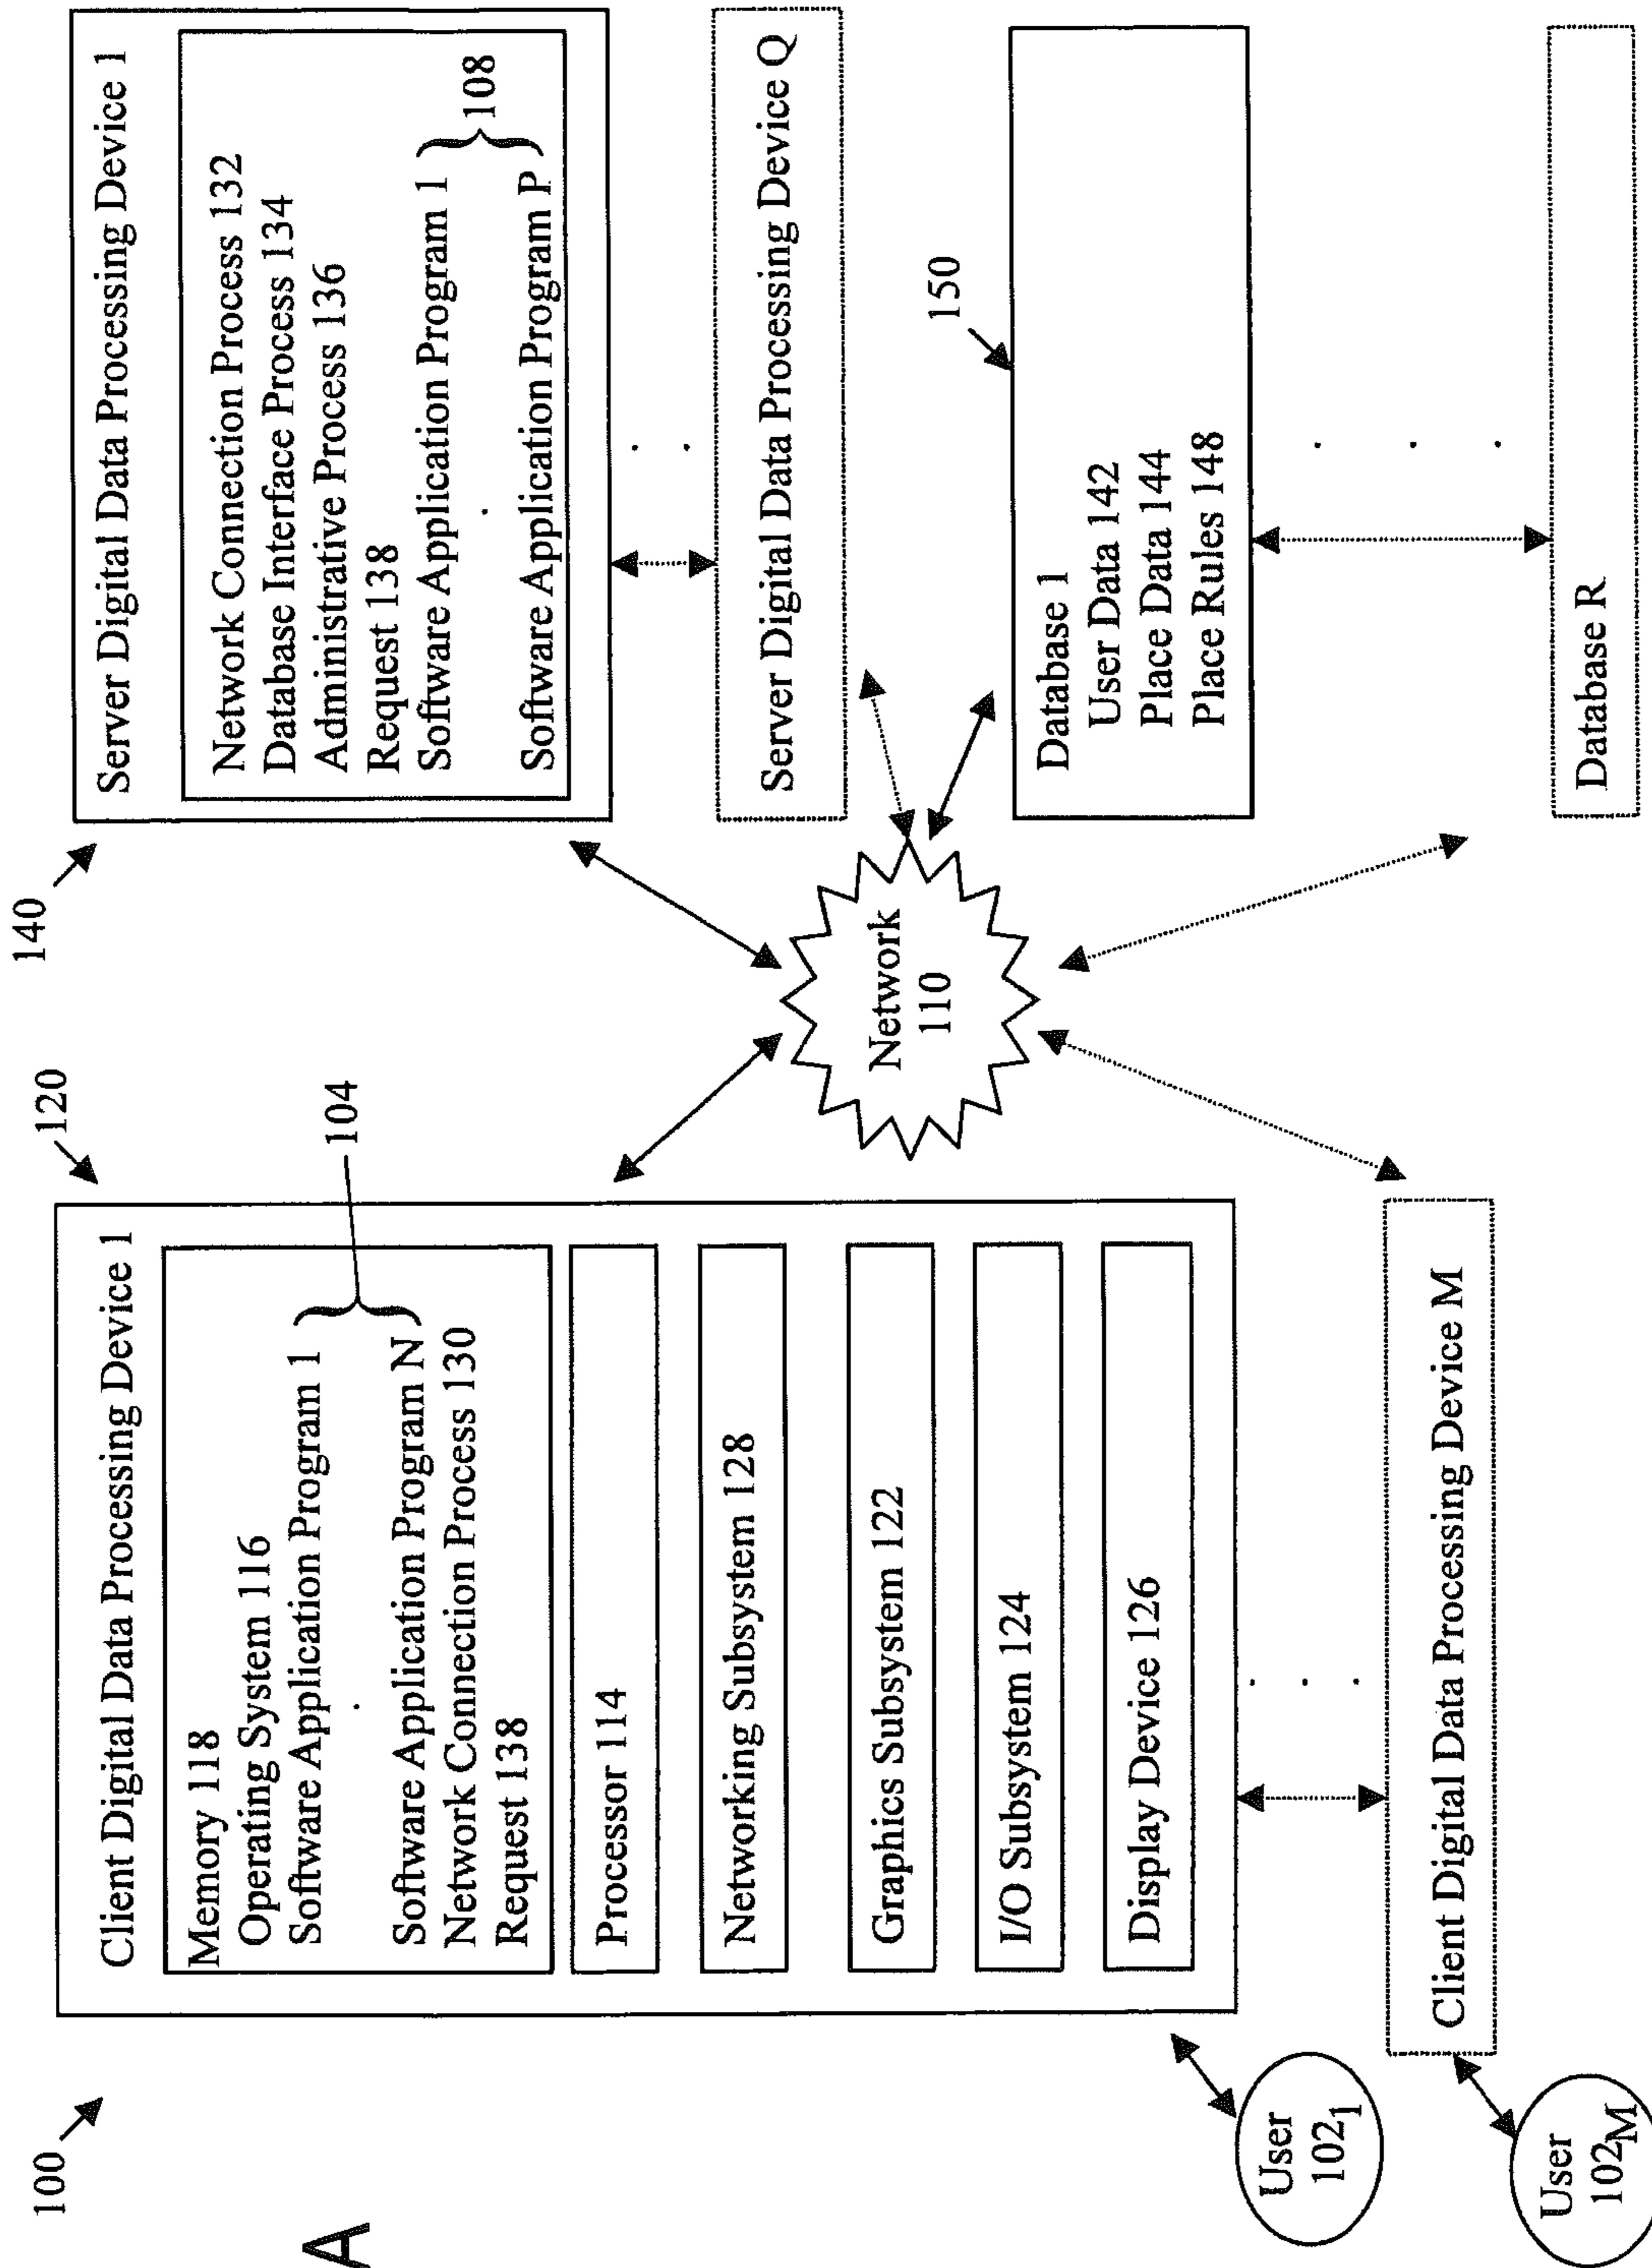 100
120
140
Client Digital Data Processing Device 1
Memory 118
Operating System 116
Software Application Program 1
.
Software Application Program N
104
Network Connection Process 130
Request 138
Processor 114
Networking Subsystem 128
Graphics Subsystem 122
I/O Subsystem 124
Display Device 126
. . .
Client Digital Data Processing Device M
User
102₁
User
102M
Network
110
Server Digital Data Processing Device 1
Network Connection Process 132
Database Interface Process 134
Administrative Process 136
Request 138
Software Application Program 1
.
Software Application Program P
108
. .
Server Digital Data Processing Device Q
150
Database 1
User Data 142
Place Data 144
Place Rules 148
. . .
Database R
A